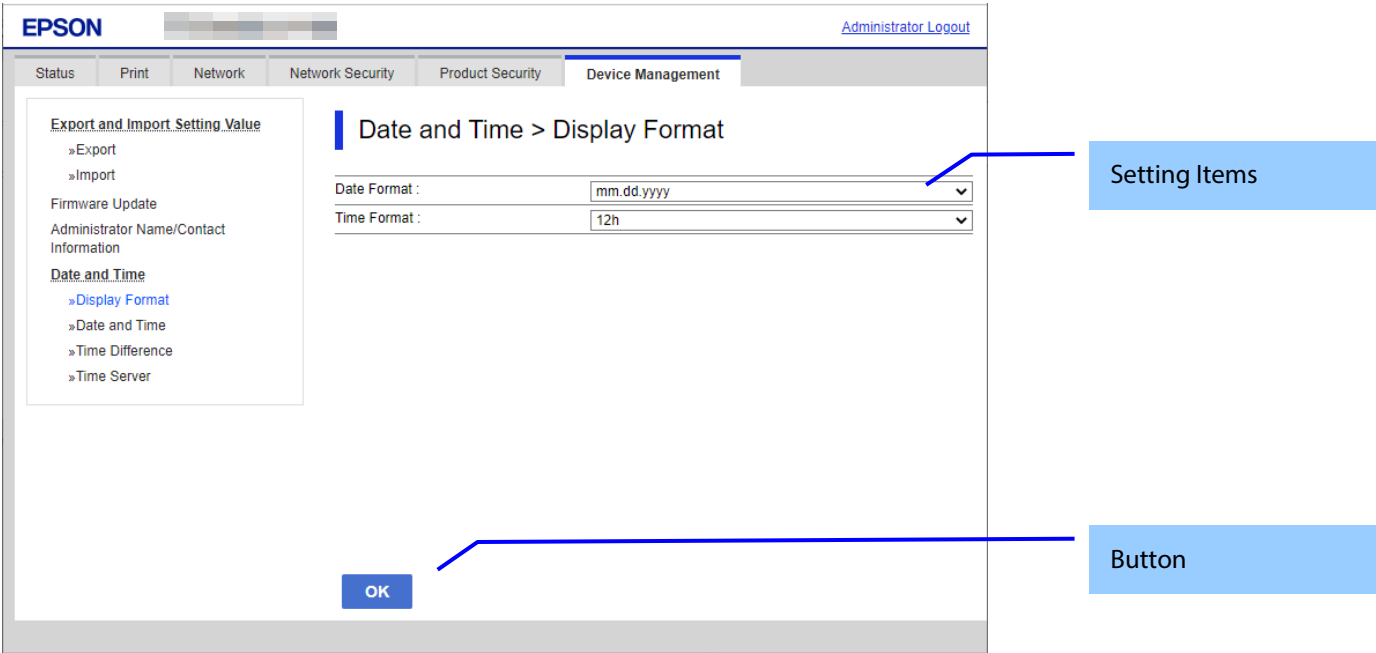 EPSON
Administrator Logout
Status Print Network Network Security Product Security Device Management
Export and Import Setting Value
»Export
»Import
Firmware Update
Administrator Name/Contact
Information
Date and Time
»Display Format
»Date and Time
»Time Difference
»Time Server
Date and Time > Display Format
Date Format : mm.dd.yyyy
Time Format : 12h
OK
Setting Items
Button